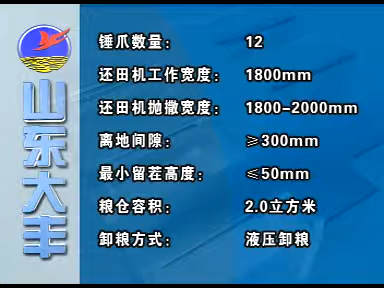 山东大丰
锤爪数量： 12
还田机工作宽度： 1800mm
还田机抛撒宽度： 1800-2000mm
离地间隙： ≥300mm
最小留茬高度： ≤50mm
粮仓容积： 2.0立方米
卸粮方式： 液压卸粮